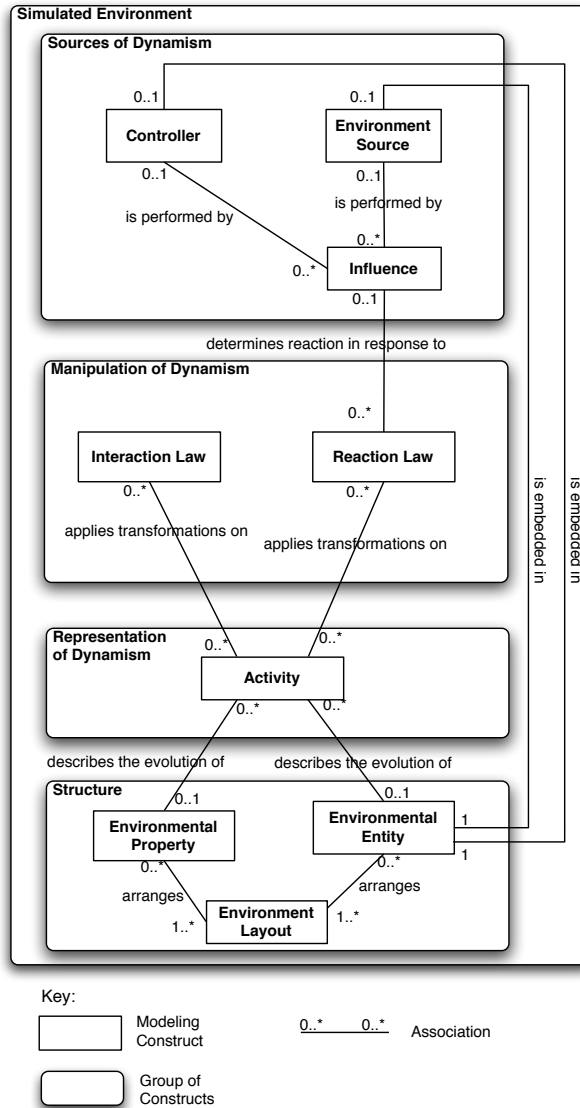 Simulated Environment
Sources of Dynamism
0..1
0..1
Controller
Environment
Source
0..1
0..1
is performed by
is performed by
0..*
0..*
Influence
0..1
determines reaction in response to
Manipulation of Dynamism
0..*
Interaction Law
Reaction Law
0..*
0..*
is embedded in
is embedded in
applies transformations on
applies transformations on
Representation
of Dynamism
0..*
0..*
Activity
0..*
0..*
describes the evolution of
describes the evolution of
Structure
0..1
0..1
Environmental
Property
Environmental
Entity
1
1
0..*
0..*
arranges
arranges
Environment
Layout
1..*
1..*
Key:
Modeling
Construct
0..*
0..*
Association
Group of
Constructs